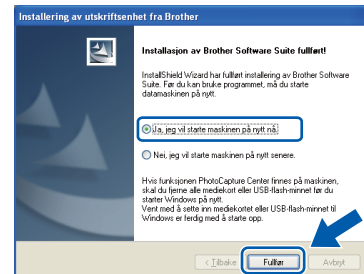 Installering av utskriftsenhet fra Brother
Installasjon av Brother Software Suite fullført!
InstallShield Wizard har fullført installering av Brother Software
Suite. Før du kan bruke programmet, må du starte
datamaskinen på nytt.
Ja, jeg vil starte maskinen på nytt nå.
Nei, jeg vil starte maskinen på nytt senere.
Hvis funksjonen PhotoCapture Center finnes på maskinen,
skal du fjerne alle mediekort eller USB-flash-minnet før du
starter Windows på nytt.
Vent med å sette inn mediekortet eller USB-flash-minnet til
Windows er ferdig med å starte opp.
< Tilbake Fullfør Avbryt